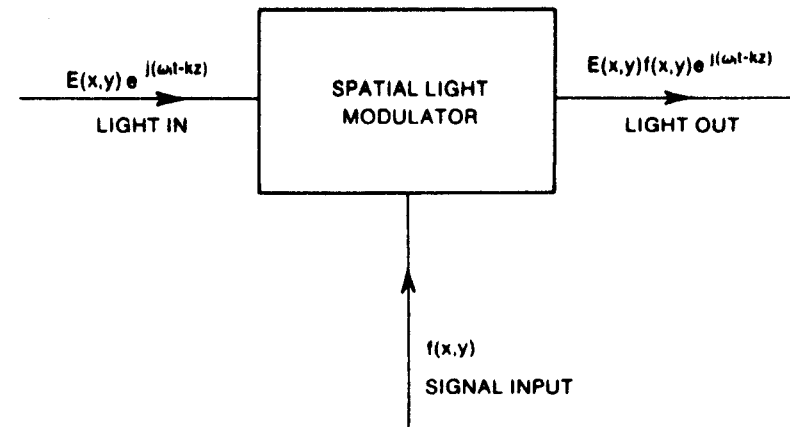 E(x,y) e j(ωt-kz)
LIGHT IN
SPATIAL LIGHT
MODULATOR
E(x,y)f(x,y)e j(ωt-kz)
LIGHT OUT
f(x,y)
SIGNAL INPUT